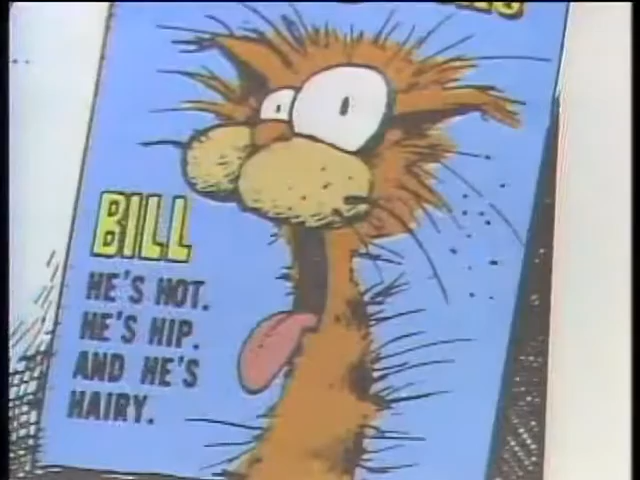 BILL
HE'S HOT.
HE'S HIP.
AND HE'S
HAIRY.